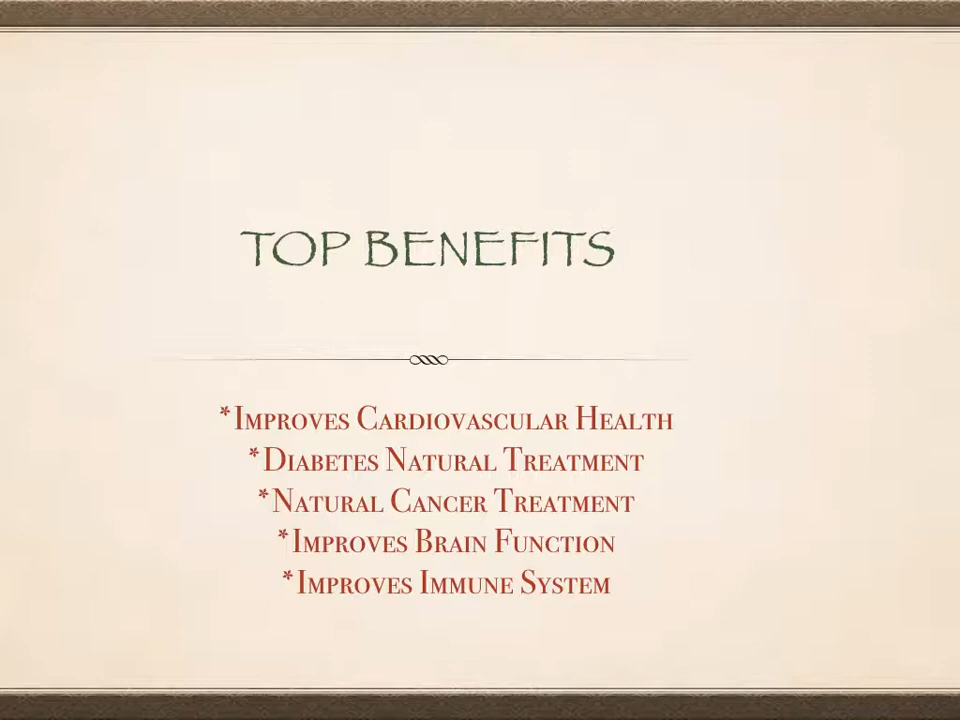 TOP BENEFITS
*Improves Cardiovascular Health
*Diabetes Natural Treatment
*Natural Cancer Treatment
*Improves Brain Function
*Improves Immune System